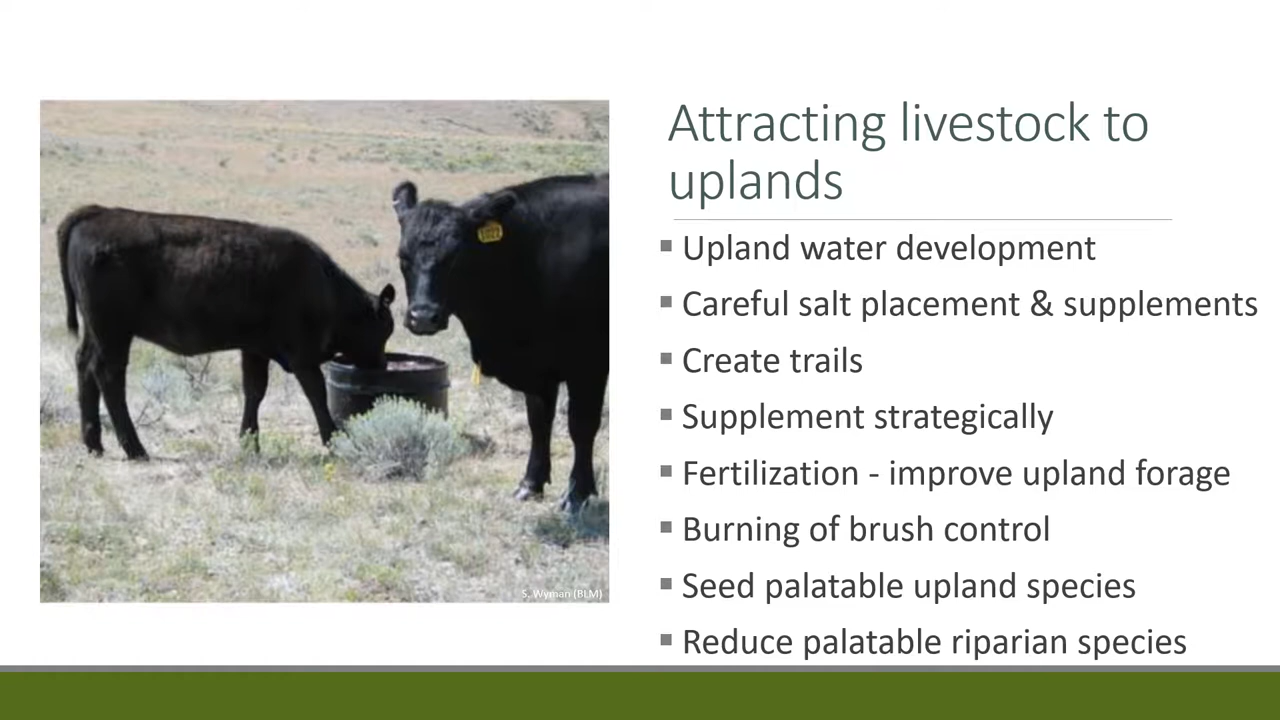 Attracting livestock to
uplands
▪ Upland water development
▪ Careful salt placement & supplements
▪ Create trails
▪ Supplement strategically
▪ Fertilization - improve upland forage
▪ Burning of brush control
▪ Seed palatable upland species
▪ Reduce palatable riparian species
S. Wyman (BLM)